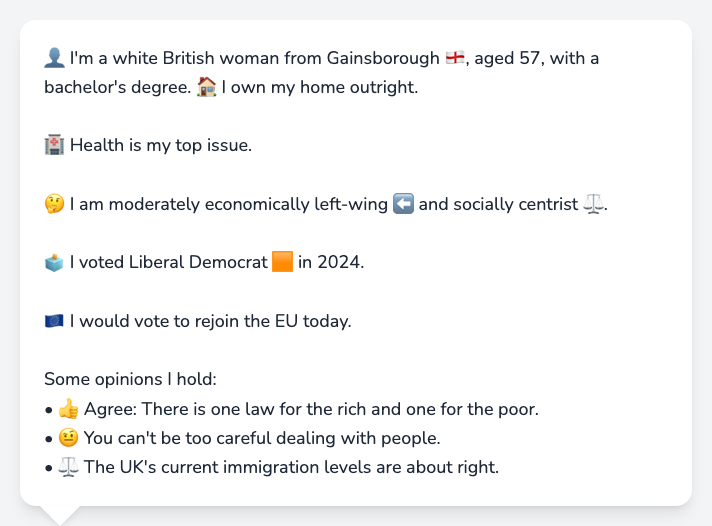 👤 I'm a white British woman from Gainsborough 🏴󠁧󠁢󠁥󠁮󠁧󠁿, aged 57, with a
bachelor's degree. 🏠 I own my home outright.
🏥 Health is my top issue.
🤔 I am moderately economically left-wing ⬅️ and socially centrist ⚖️.
🗳️ I voted Liberal Democrat 🟧 in 2024.
🇪🇺 I would vote to rejoin the EU today.
Some opinions I hold:
• 👍 Agree: There is one law for the rich and one for the poor.
• 🤨 You can't be too careful dealing with people.
• ⚖️ The UK's current immigration levels are about right.